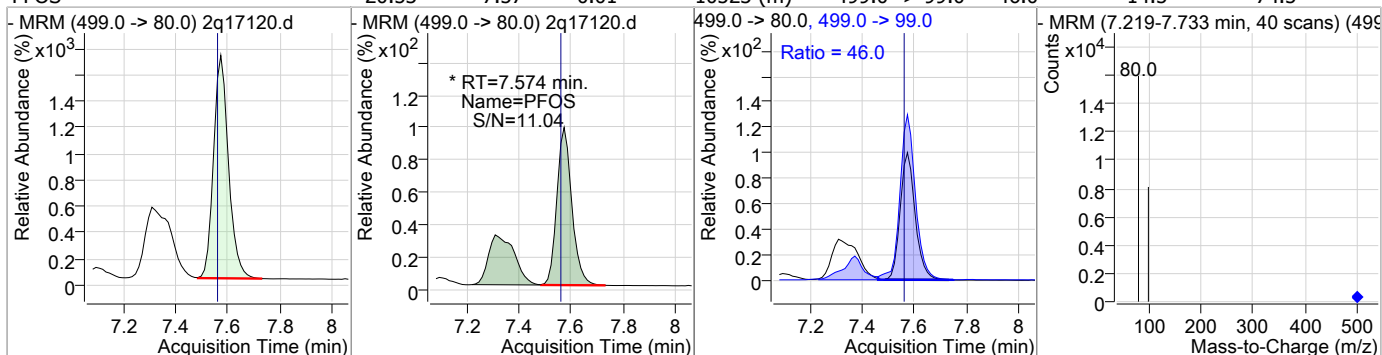 - MRM (499.0 -> 80.0) 2q17120.d
Relative Abundance (%)
x10³
1.4
1.2
1
0.8
0.6
0.4
0.2
0
7.2 7.4 7.6 7.8 8
Acquisition Time (min)
- MRM (499.0 -> 80.0) 2q17120.d
Relative Abundance (%)
x10²
* RT=7.574 min.
Name=PFOS
S/N=11.04
1.2
1
0.8
0.6
0.4
0.2
0
7.2 7.4 7.6 7.8 8
Acquisition Time (min)
499.0 -> 80.0, 499.0 -> 99.0
Relative Abundance (%)
x10²
Ratio = 46.0
1.4
1.2
1
0.8
0.6
0.4
0.2
0
7.2 7.4 7.6 7.8 8
Acquisition Time (min)
- MRM (7.219-7.733 min, 40 scans) (499
Counts
x10⁴
80.0
1.4
1.2
1
0.8
0.6
0.4
0.2
0
100 200 300 400 500
Mass-to-Charge (m/z)